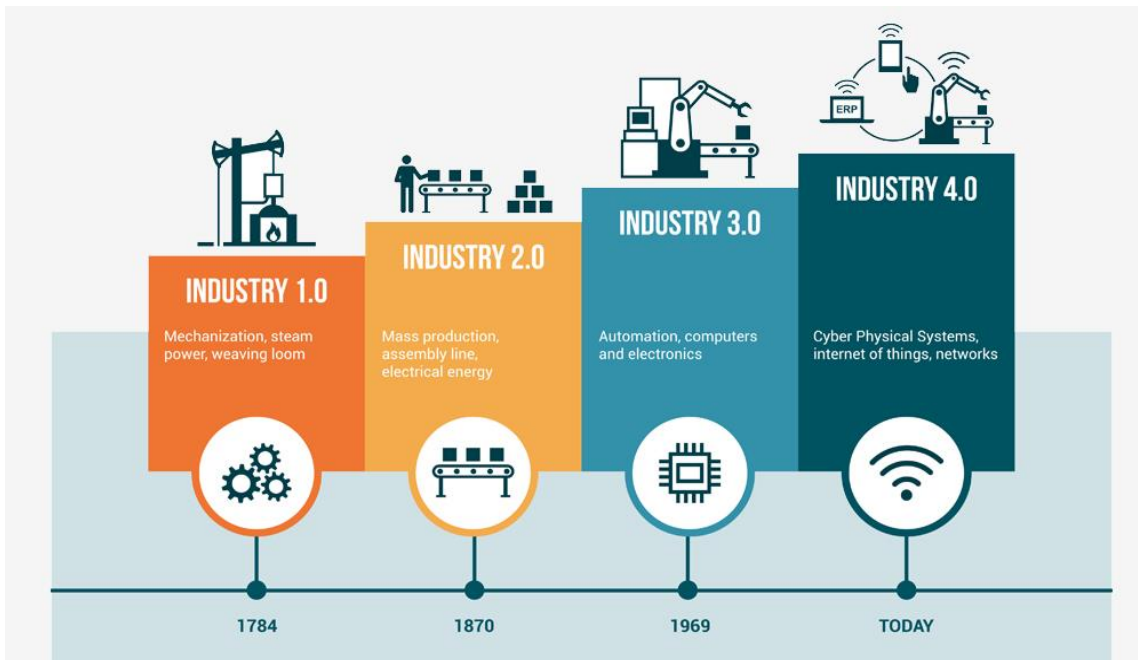 ERP
INDUSTRY 1.0
Mechanization, steam
power, weaving loom
INDUSTRY 2.0
Mass production,
assembly line,
electrical energy
INDUSTRY 3.0
Automation, computers
and electronics
INDUSTRY 4.0
Cyber Physical Systems,
internet of things, networks
1784
1870
1969
TODAY